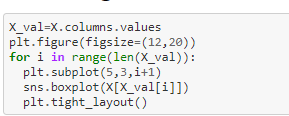 X_val=X.columns.values
plt.figure(figsize=(12,20))
for i in range(len(X_val)):
  plt.subplot(5,3,i+1)
  sns.boxplot(X[X_val[i]])
  plt.tight_layout()